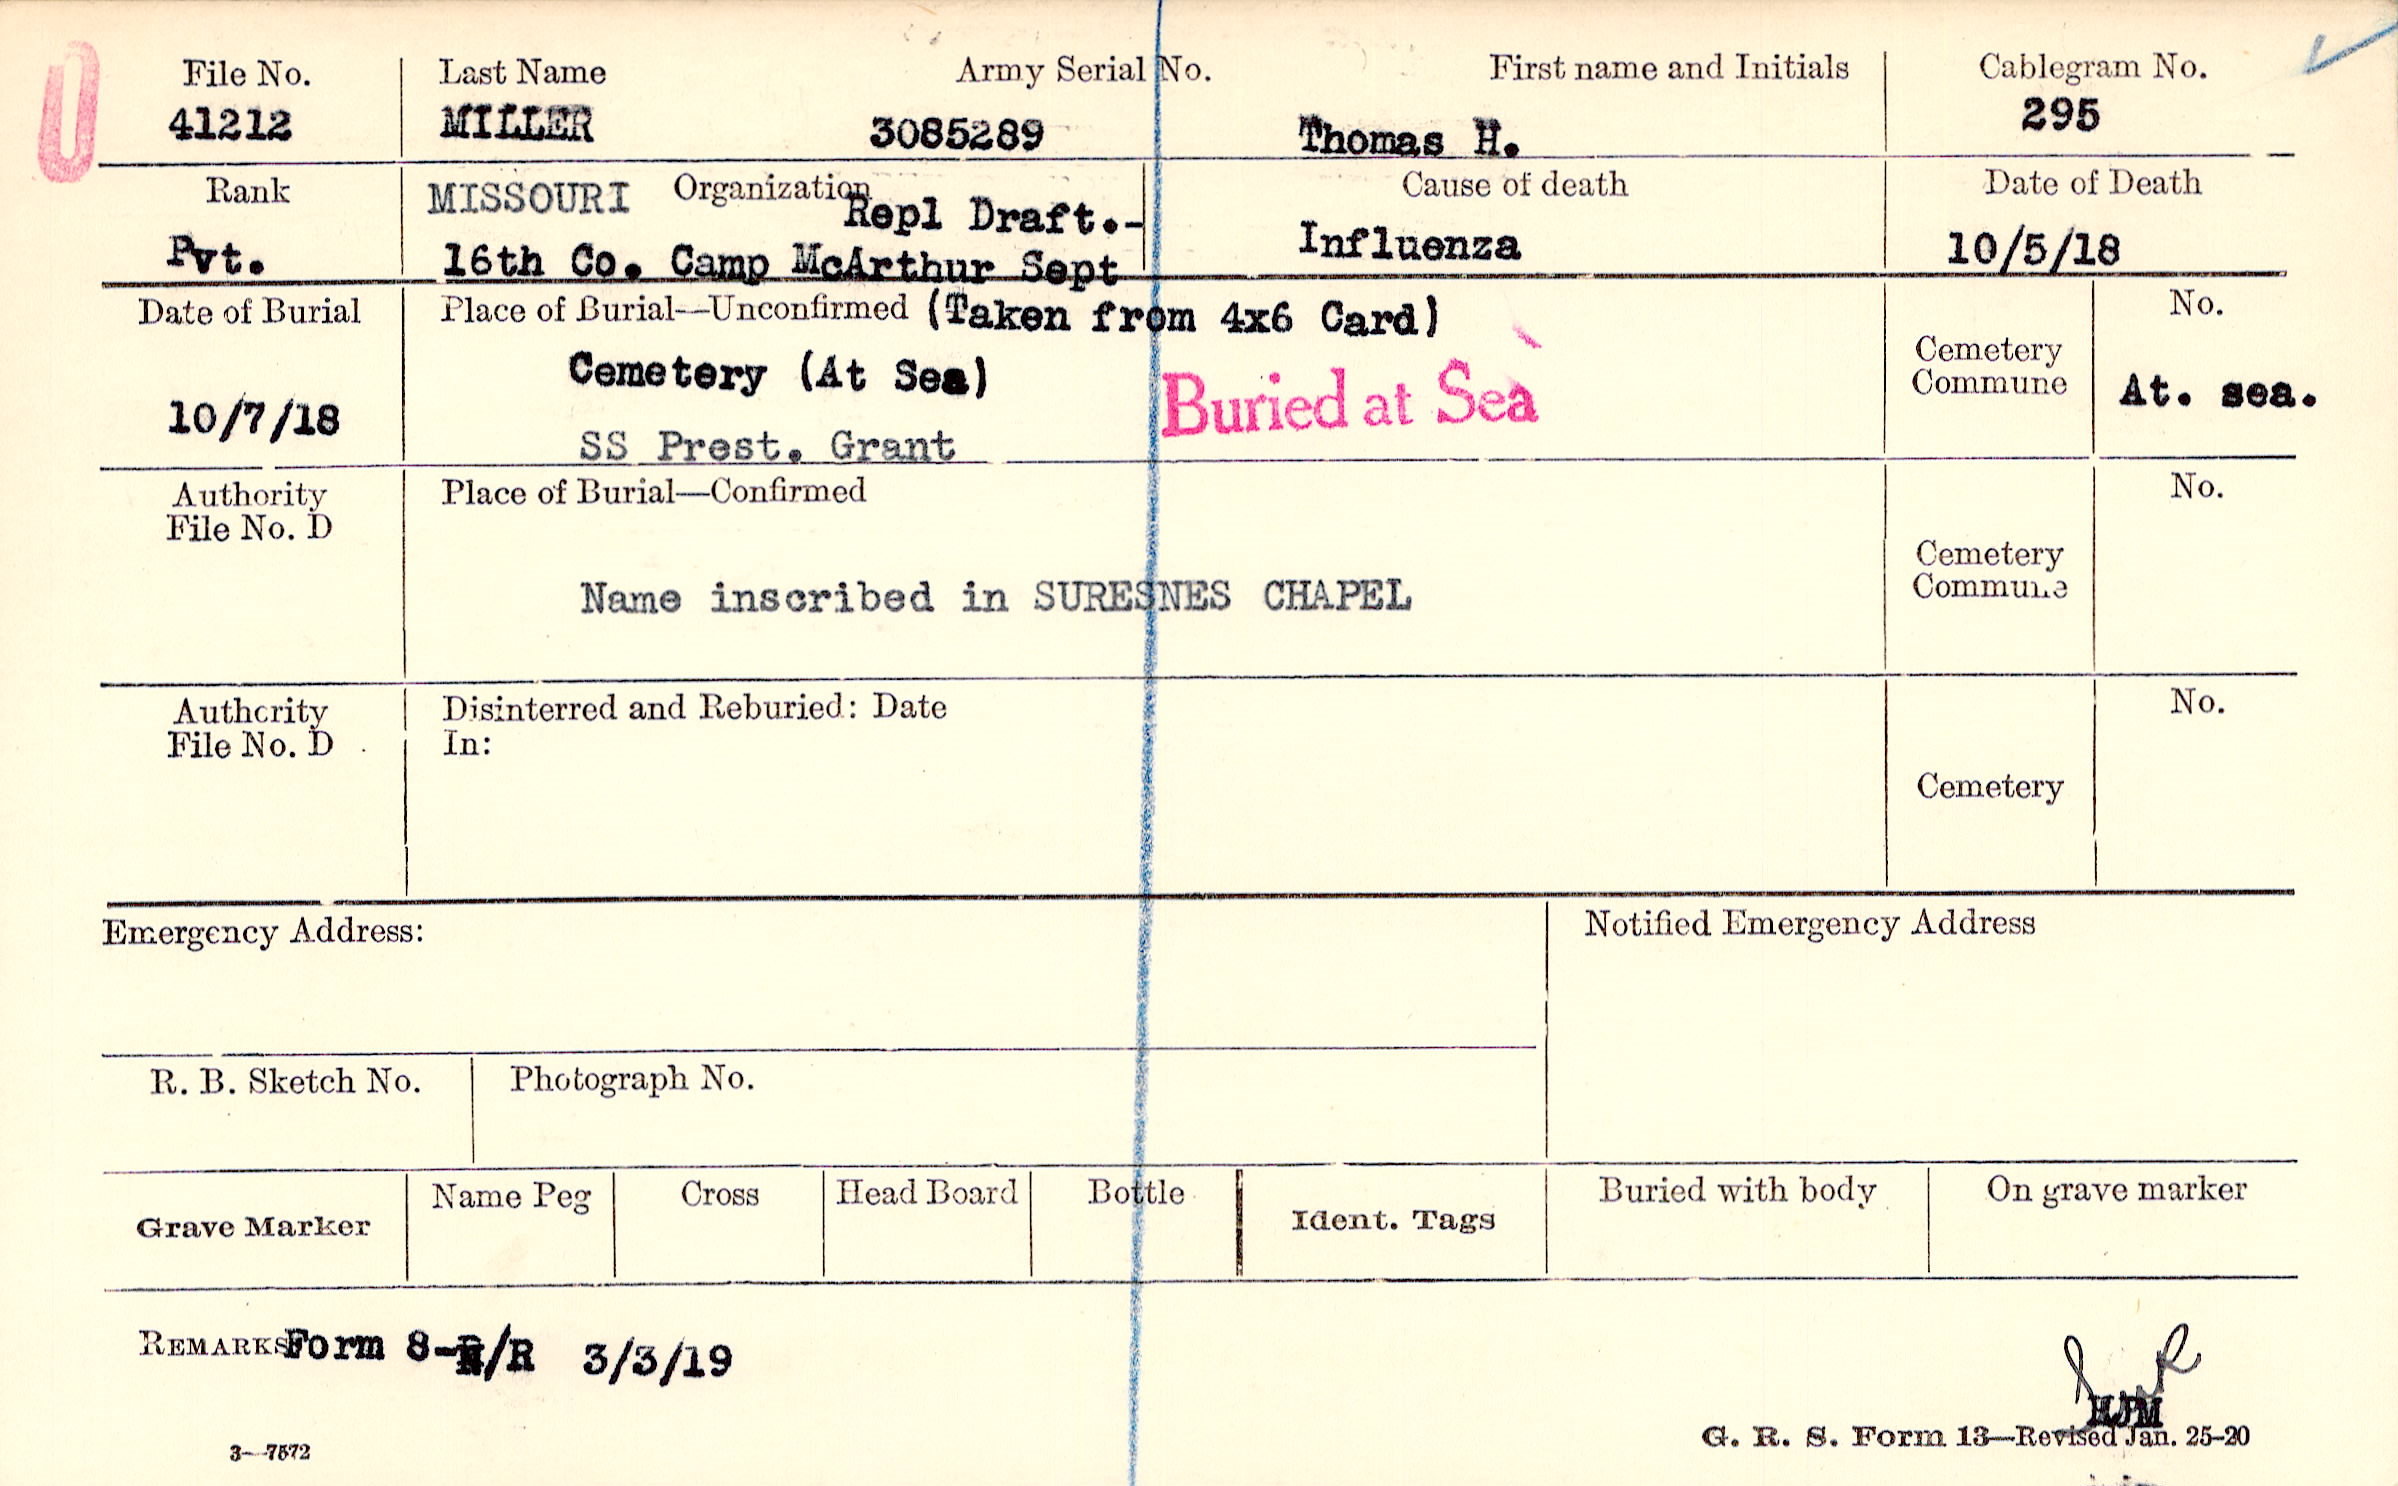 File No. Last Name Army Serial No. First name and Initials Cablegram No.
41212 MILLER 3085289 Thomas H. 295
Rank MISSOURI Organization Cause of death Date of Death
Repl Draft.-
Pvt. 16th Co. Camp McArthur Sept Influenza 10/5/18
Date of Burial Place of Burial—Unconfirmed (Taken from 4x6 Card) No.
Cemetery (At Sea) Buried at Sea Cemetery
Commune At. sea.
10/7/18
SS Prest. Grant
Authority Place of Burial—Confirmed No.
File No. D
Cemetery
Commune
Name inscribed in SURESNES CHAPEL
Authority Disinterred and Reburied: Date No.
File No. D In:
Cemetery
Emergency Address: Notified Emergency Address
R. B. Sketch No. Photograph No.
Grave Marker Name Peg Cross Head Board Bottle Ident. Tags Buried with body On grave marker
REMARKS Form 8- /R 3/3/19
G. R. S. Form 13—Revised Jan. 25-20
3—7572